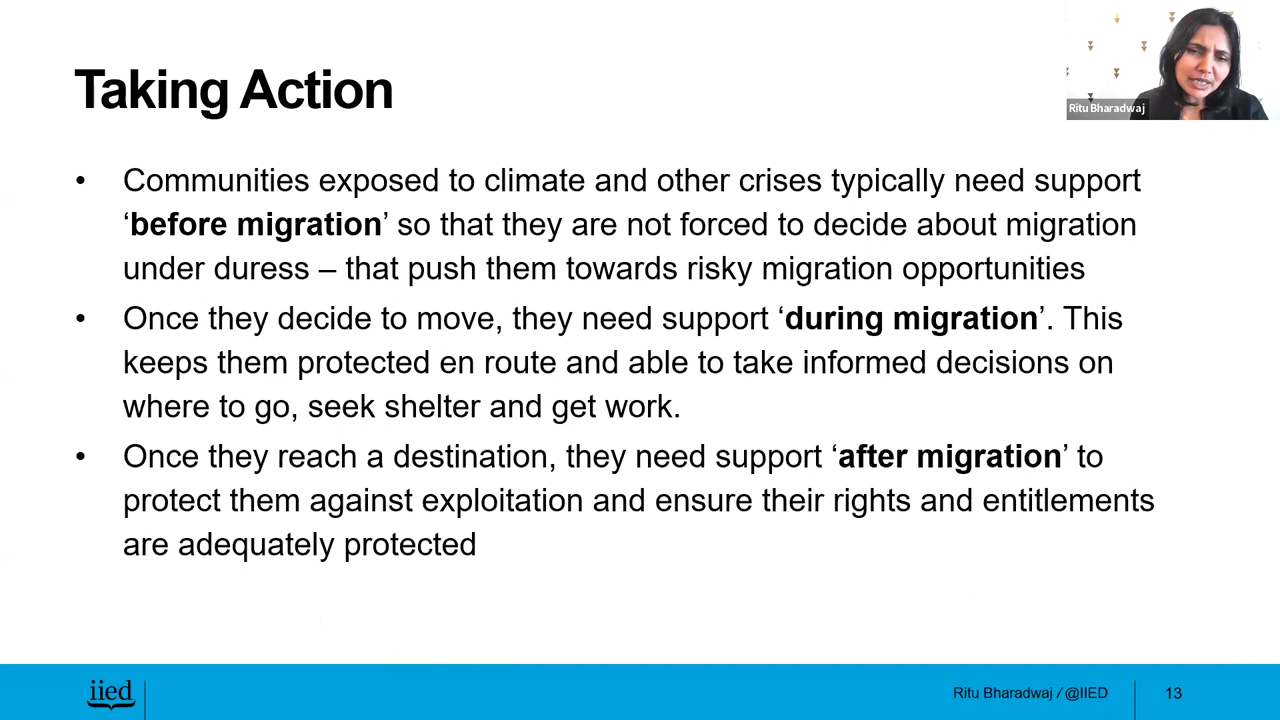 Taking Action
Ritu Bharadwaj
• Communities exposed to climate and other crises typically need support
‘before migration’ so that they are not forced to decide about migration
under duress – that push them towards risky migration opportunities
• Once they decide to move, they need support ‘during migration’. This
keeps them protected en route and able to take informed decisions on
where to go, seek shelter and get work.
• Once they reach a destination, they need support ‘after migration’ to
protect them against exploitation and ensure their rights and entitlements
are adequately protected
iied
Ritu Bharadwaj / @IIED
13